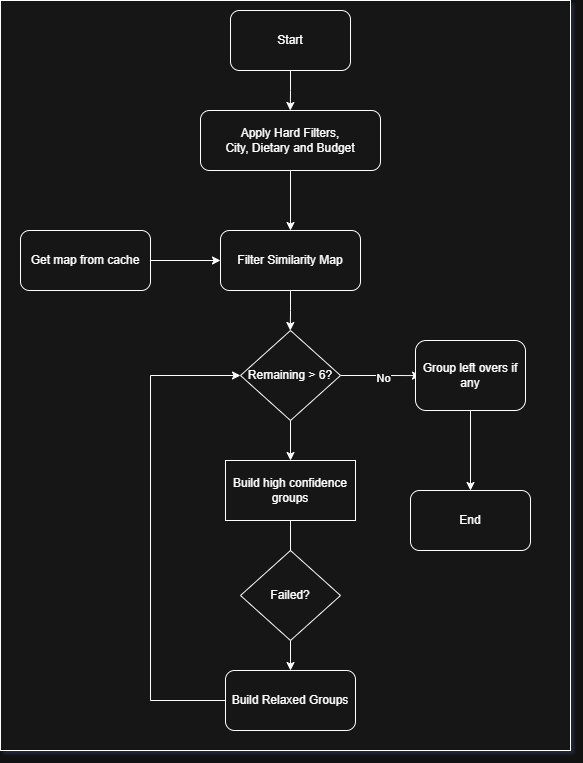 Start
Apply Hard Filters,
City, Dietary and Budget
Get map from cache
Filter Similarity Map
Remaining > 6?
No
Group left overs if
any
Build high confidence
groups
End
Failed?
Build Relaxed Groups